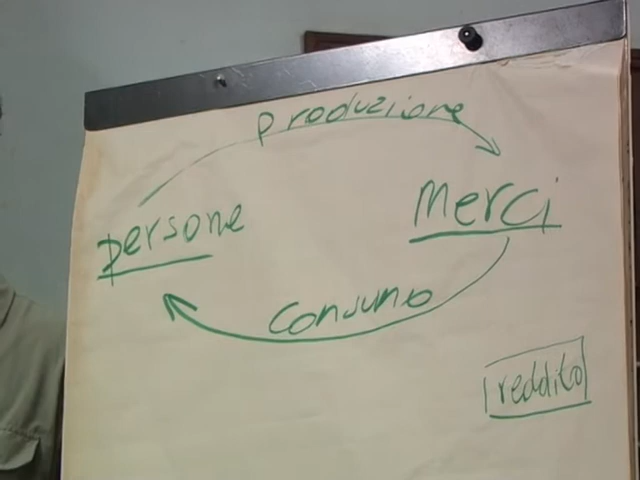 produzione
persone
merci
consumo
reddito